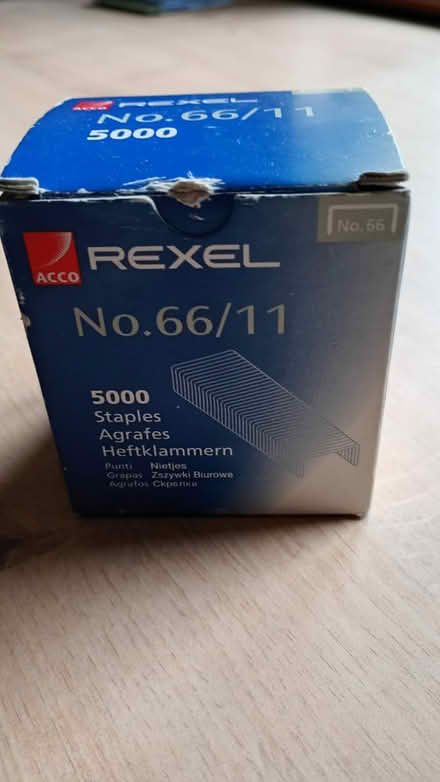 ACCO REXEL
No.66/11
5000
No.66
ACCO REXEL
No.66/11
5000
Staples
Agrafes
Heftklammern
Punti Nietjes
Grapas Zszywki Biurowe
Agrafos Скрепки